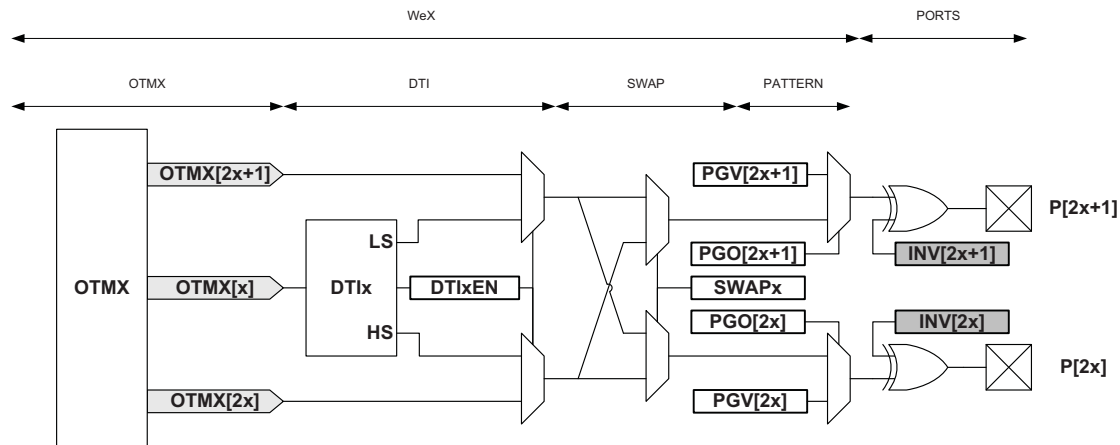 WeX PORTS
OTMX DTI SWAP PATTERN
OTMX[2x+1] PGV[2x+1]
P[2x+1]
LS
PGO[2x+1] INV[2x+1]
OTMX OTMX[x] DTIx DTIxEN SWAPx
HS PGO[2x] INV[2x]
P[2x]
OTMX[2x] PGV[2x]